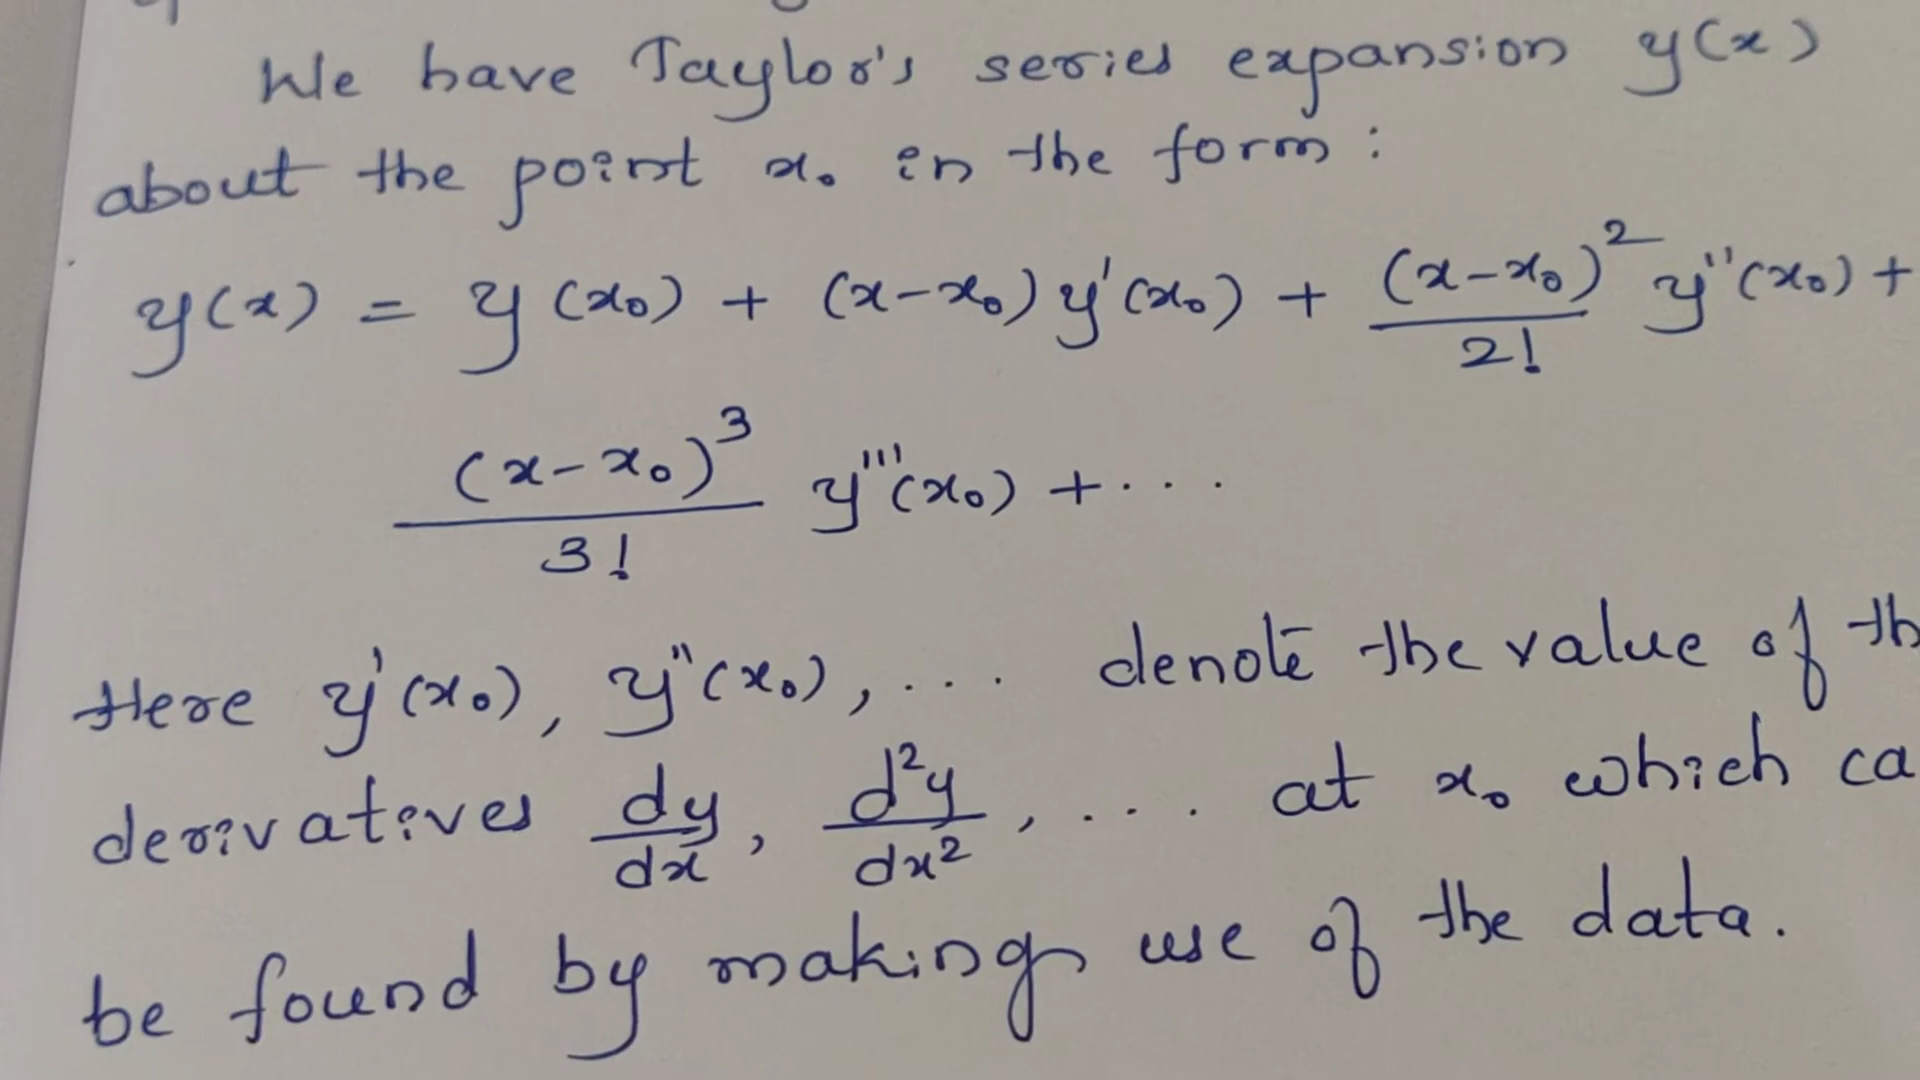 We have Taylor's series expansion y(x)
about the point x₀ in the form :
y(x) = y(x₀) + (x-x₀) y'(x₀) + (x-x₀)²/2! y''(x₀) +
(x-x₀)³/3! y'''(x₀) + . . .
Here y'(x₀), y''(x₀), . . . denote the value of th
derivatives dy/dx, d²y/dx², . . . . at x₀ which ca
be found by making use of the data.